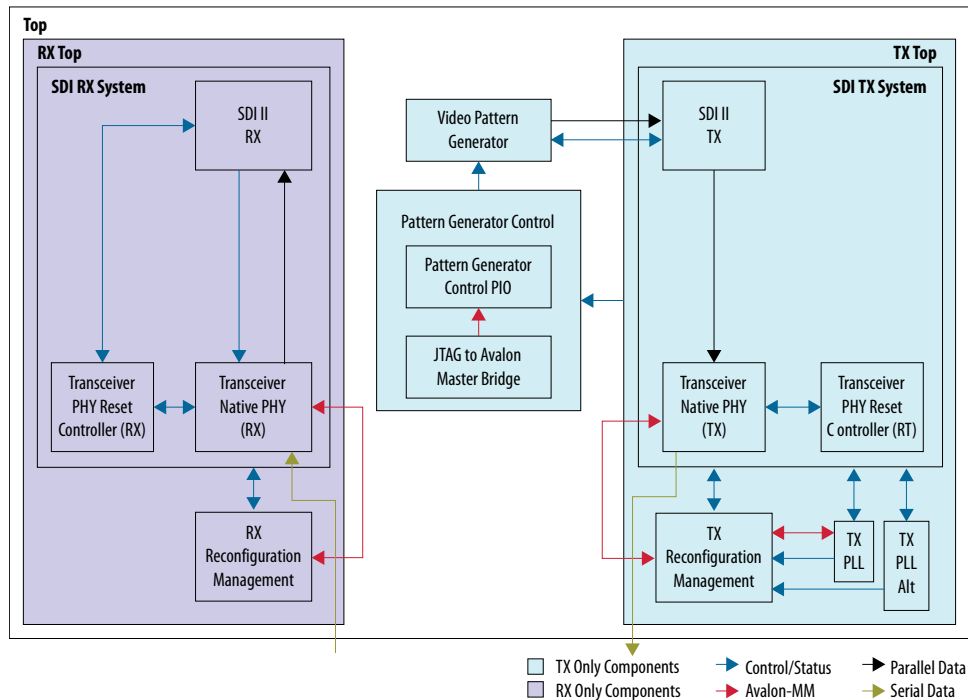 Top
RX Top
SDI RX System
SDI II
RX
Transceiver
PHY Reset
Controller (RX)
Transceiver
Native PHY
(RX)
RX
Reconfiguration
Management
Video Pattern
Generator
Pattern Generator Control
Pattern Generator
Control PIO
JTAG to Avalon
Master Bridge
TX Top
SDI TX System
SDI II
TX
Transceiver
Native PHY
(TX)
Transceiver
PHY Reset
C ontroller (RT)
TX
Reconfiguration
Management
TX
PLL
TX
PLL
Alt
TX Only Components
RX Only Components
Control/Status
Avalon-MM
Parallel Data
Serial Data